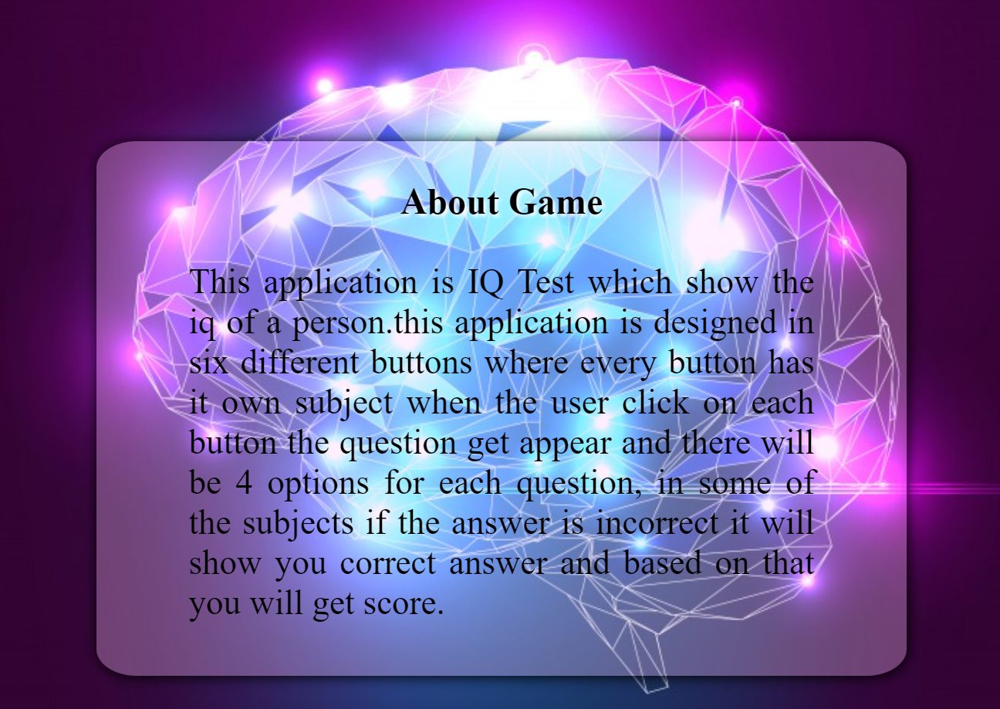 About Game
This application is IQ Test which show the
iq of a person.this application is designed in
six different buttons where every button has
it own subject when the user click on each
button the question get appear and there will
be 4 options for each question, in some of
the subjects if the answer is incorrect it will
show you correct answer and based on that
you will get score.